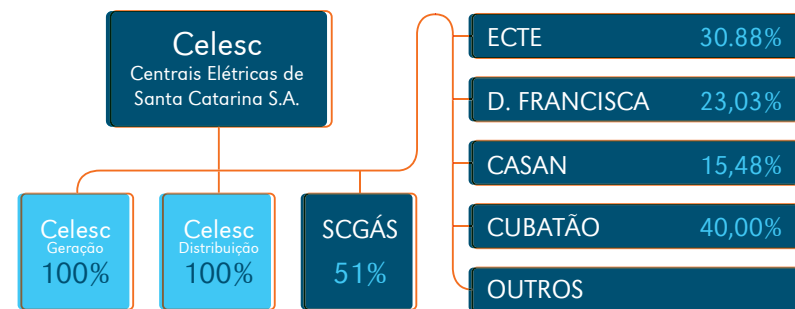 Celesc
Centrais Elétricas de
Santa Catarina S.A.
Celesc
Geração
100%
Celesc
Distribuição
100%
SCGÁS
51%
ECTE 30.88%
D. FRANCISCA 23,03%
CASAN 15,48%
CUBATÃO 40,00%
OUTROS